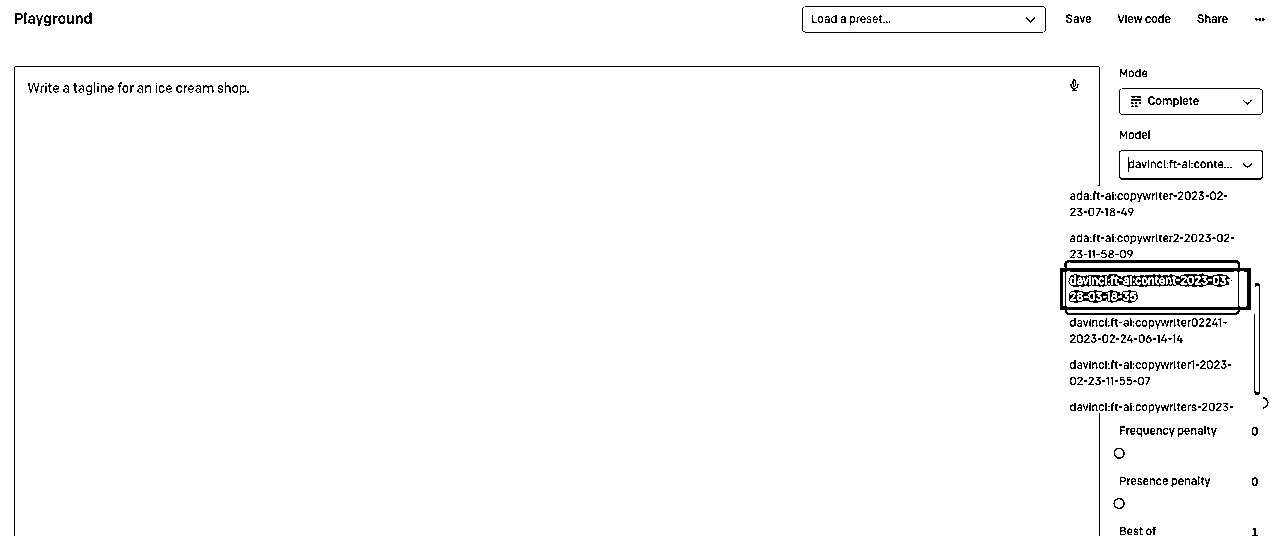 Playground
Load a preset...
Save
View code
Share
Write a tagline for an ice cream shop.
Mode
Complete
Model
davinci:ft-ai:conte...
ada:ft-ai:copywriter-2023-02-
23-07-18-49
ada:ft-ai:copywriter2-2023-02-
23-11-58-09
davinci:ft-ai:content-2023-03-
28-03-18-35
davinci:ft-ai:copywriter02241-
2023-02-24-06-14-14
davinci:ft-ai:copywriter1-2023-
02-23-11-55-07
davinci:ft-ai:copywriters-2023-
Frequency penalty
0
Presence penalty
0
Best of
1